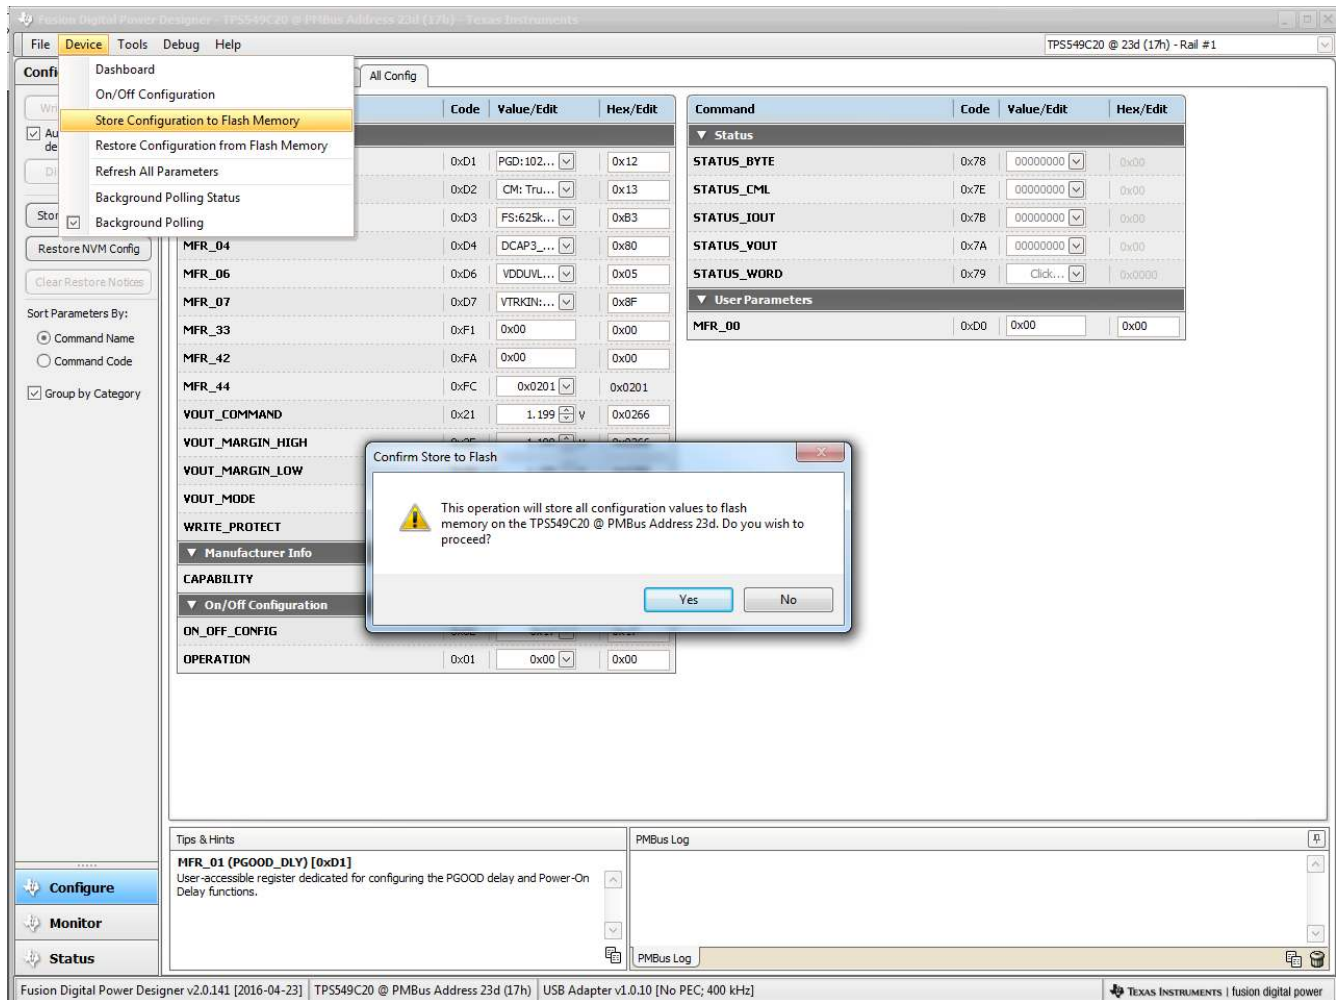 Fusion Digital Power Designer - TPS549C20 @ PMBus Address 23d (17h) - Texas Instruments
File Device Tools Debug Help
TPS549C20 @ 23d (17h) - Rail #1
Dashboard
On/Off Configuration
Store Configuration to Flash Memory
Restore Configuration from Flash Memory
Refresh All Parameters
Background Polling Status
Background Polling
Restore NVM Config
Clear Restore Notices
Sort Parameters By:
Command Name
Command Code
Group by Category
All Config
Code Value/Edit Hex/Edit
0xD1 PGD:102... 0x12
0xD2 CM: Tru... 0x13
0xD3 FS:625k... 0xB3
MFR_04 0xD4 DCAP3_... 0x80
MFR_06 0xD6 VDDUVL... 0x05
MFR_07 0xD7 VTRKIN:... 0x8F
MFR_33 0xF1 0x00 0x00
MFR_42 0xFA 0x00 0x00
MFR_44 0xFC 0x0201 0x0201
VOUT_COMMAND 0x21 1.199 V 0x0266
VOUT_MARGIN_HIGH
VOUT_MARGIN_LOW
VOUT_MODE
WRITE_PROTECT
Manufacturer Info
CAPABILITY
On/Off Configuration
ON_OFF_CONFIG
OPERATION 0x01 0x00 0x00
Command Code Value/Edit Hex/Edit
Status
STATUS_BYTE 0x78 00000000 0x00
STATUS_CML 0x7E 00000000 0x00
STATUS_IOUT 0x7B 00000000 0x00
STATUS_VOUT 0x7A 00000000 0x00
STATUS_WORD 0x79 Click... 0x0000
User Parameters
MFR_00 0xD0 0x00 0x00
Confirm Store to Flash
This operation will store all configuration values to flash
memory on the TPS549C20 @ PMBus Address 23d. Do you wish to
proceed?
Yes No
Tips & Hints
MFR_01 (PGOOD_DLY) [0xD1]
User-accessible register dedicated for configuring the PGOOD delay and Power-On
Delay functions.
PMBus Log
PMBus Log
Configure
Monitor
Status
Fusion Digital Power Designer v2.0.141 [2016-04-23] TPS549C20 @ PMBus Address 23d (17h) USB Adapter v1.0.10 [No PEC; 400 kHz]
TEXAS INSTRUMENTS | fusion digital power